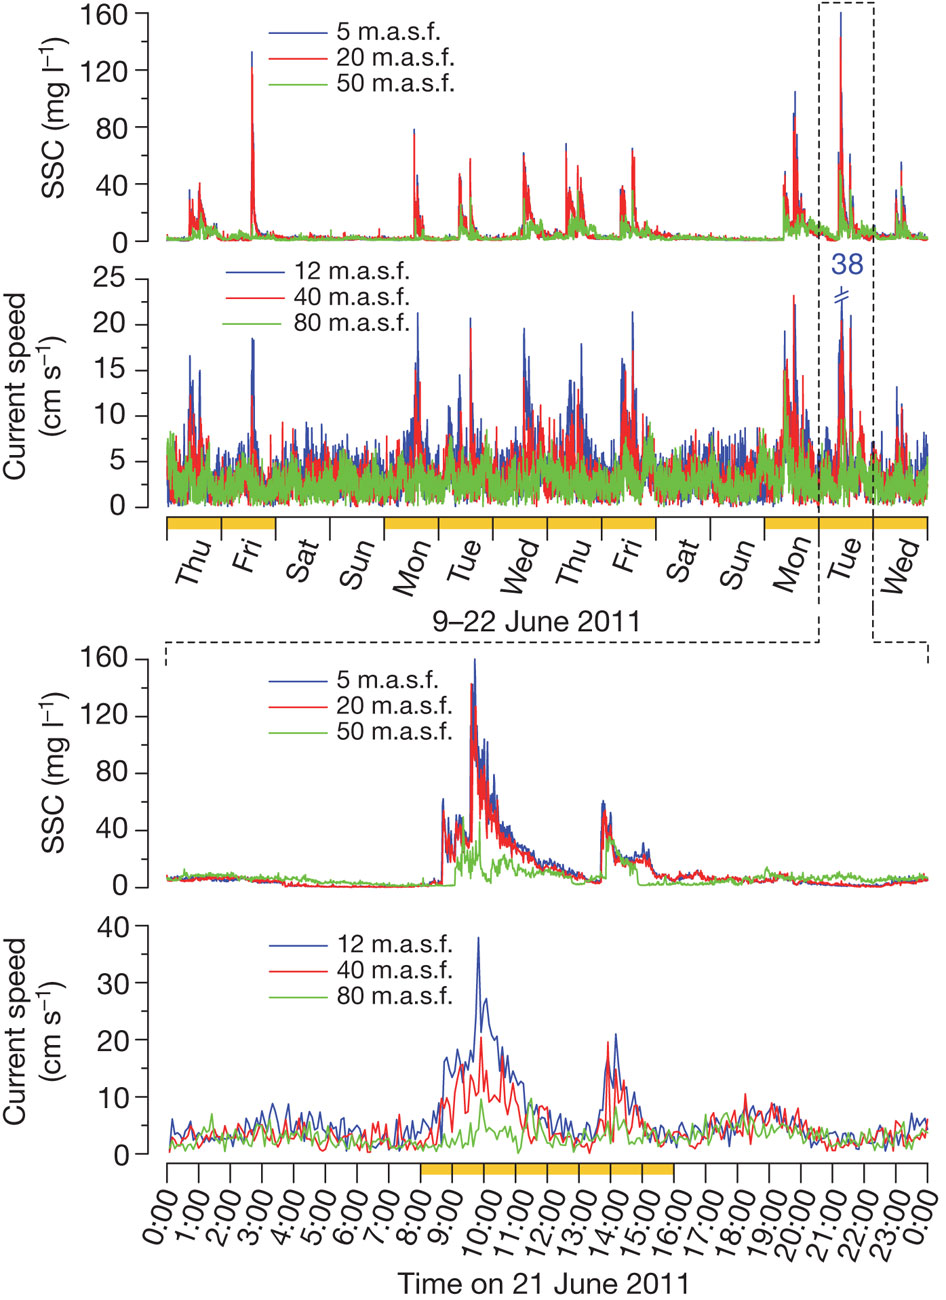 160
120
80
40
0
SSC (mg l⁻¹)
5 m.a.s.f.
20 m.a.s.f.
50 m.a.s.f.
25
20
15
10
5
0
Current speed
(cm s⁻¹)
12 m.a.s.f.
40 m.a.s.f.
80 m.a.s.f.
38
Thu Fri Sat Sun Mon Tue Wed Thu Fri Sat Sun Mon Tue Wed
9–22 June 2011
160
120
80
40
0
SSC (mg l⁻¹)
5 m.a.s.f.
20 m.a.s.f.
50 m.a.s.f.
40
30
20
10
0
Current speed
(cm s⁻¹)
12 m.a.s.f.
40 m.a.s.f.
80 m.a.s.f.
0:00 1:00 2:00 3:00 4:00 5:00 6:00 7:00 8:00 9:00 10:00 11:00 12:00 13:00 14:00 15:00 16:00 17:00 18:00 19:00 20:00 21:00 22:00 23:00 0:00
Time on 21 June 2011